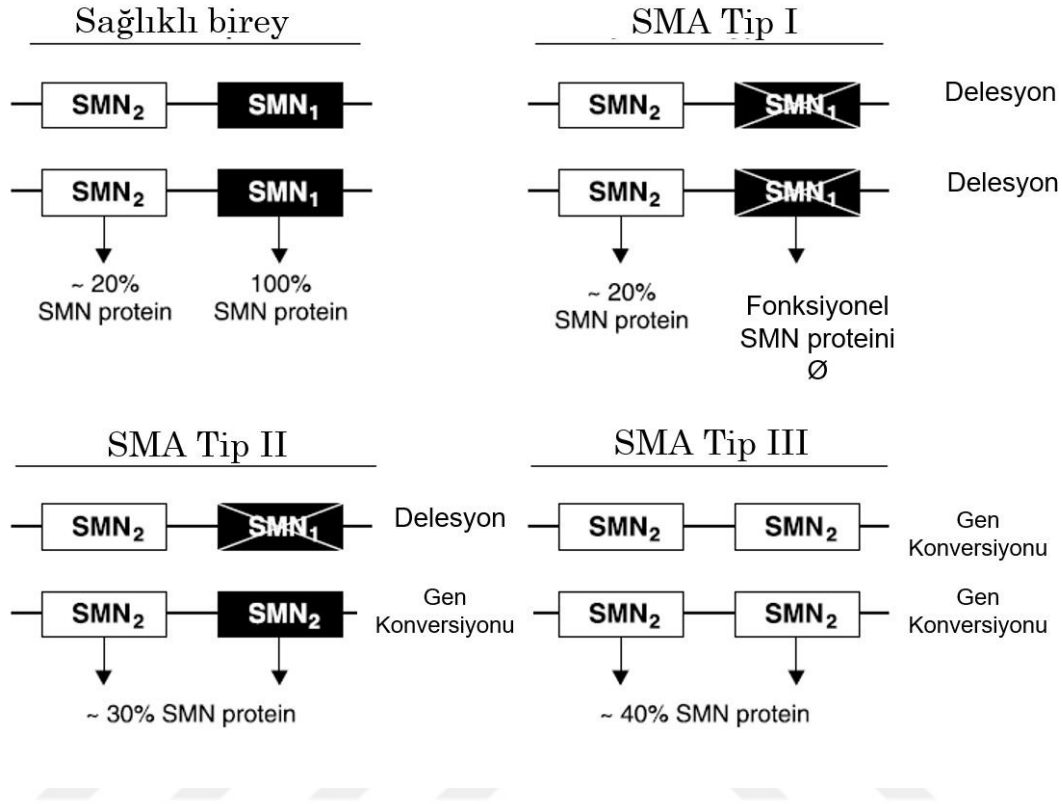 Sağlıklı birey
SMN2 SMN1
SMN2 SMN1
~ 20%
SMN protein
100%
SMN protein
SMA Tip I
SMN2 SMN1 Delesyon
SMN2 SMN1 Delesyon
~ 20%
SMN protein
Fonksiyonel
SMN proteini
Ø
SMA Tip II
SMN2 SMN1 Delesyon
SMN2 SMN2 Gen
Konversiyonu
~ 30% SMN protein
SMA Tip III
SMN2 SMN2 Gen
Konversiyonu
SMN2 SMN2 Gen
Konversiyonu
~ 40% SMN protein